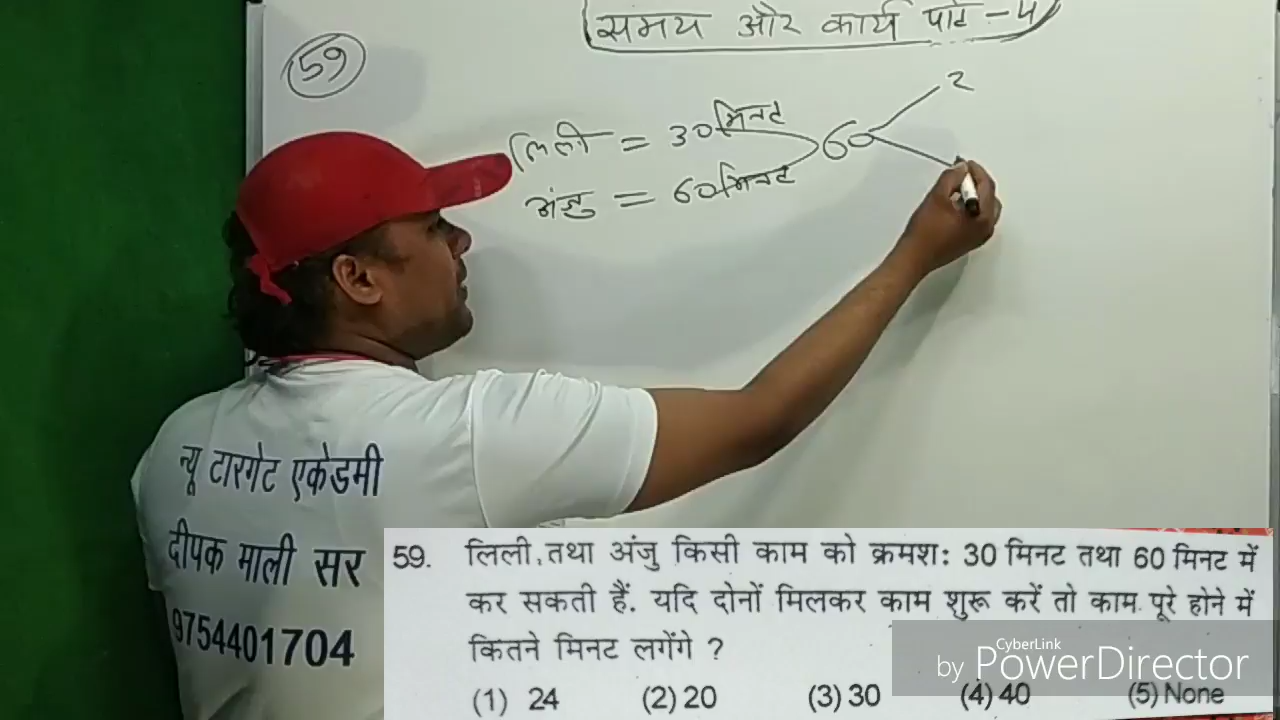 समय और कार्य पार्ट - 4
59
लिली = 30 मिनट
अंजु = 60 मिनट
60
2
न्यू टारगेट एकेडमी
दीपक माली सर
9754401704
59. लिली, तथा अंजु किसी काम को क्रमश: 30 मिनट तथा 60 मिनट में
कर सकती हैं. यदि दोनों मिलकर काम शुरू करें तो काम पूरे होने में
कितने मिनट लगेंगे ?
(1) 24 (2) 20 (3) 30 (4) 40 (5) None
CyberLink
by PowerDirector